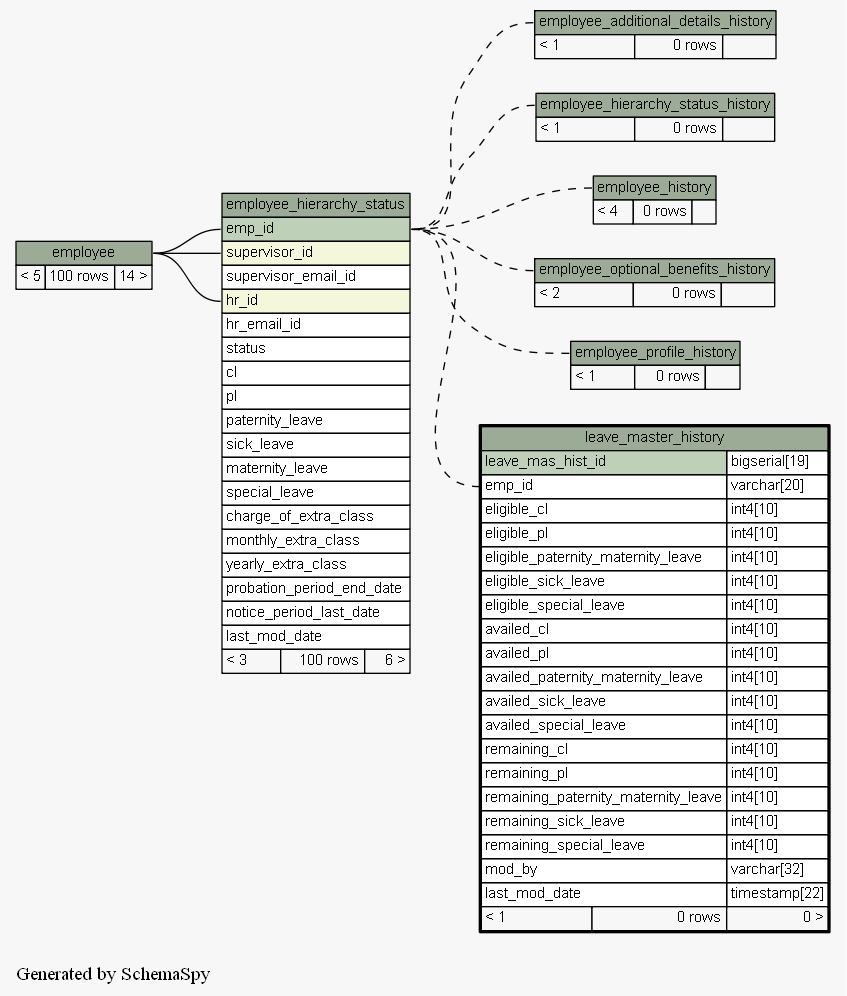 employee_additional_details_history
< 1 0 rows
employee_hierarchy_status_history
< 1 0 rows
employee_history
< 4 0 rows
employee_optional_benefits_history
< 2 0 rows
employee_profile_history
< 1 0 rows
employee
< 5 100 rows 14 >
employee_hierarchy_status
emp_id
supervisor_id
supervisor_email_id
hr_id
hr_email_id
status
cl
pl
paternity_leave
sick_leave
maternity_leave
special_leave
charge_of_extra_class
monthly_extra_class
yearly_extra_class
probation_period_end_date
notice_period_last_date
last_mod_date
< 3 100 rows 6 >
leave_master_history
leave_mas_hist_id bigserial[19]
emp_id varchar[20]
eligible_cl int4[10]
eligible_pl int4[10]
eligible_paternity_maternity_leave int4[10]
eligible_sick_leave int4[10]
eligible_special_leave int4[10]
availed_cl int4[10]
availed_pl int4[10]
availed_paternity_maternity_leave int4[10]
availed_sick_leave int4[10]
availed_special_leave int4[10]
remaining_cl int4[10]
remaining_pl int4[10]
remaining_paternity_maternity_leave int4[10]
remaining_sick_leave int4[10]
remaining_special_leave int4[10]
mod_by varchar[32]
last_mod_date timestamp[22]
< 1 0 rows 0 >
Generated by SchemaSpy